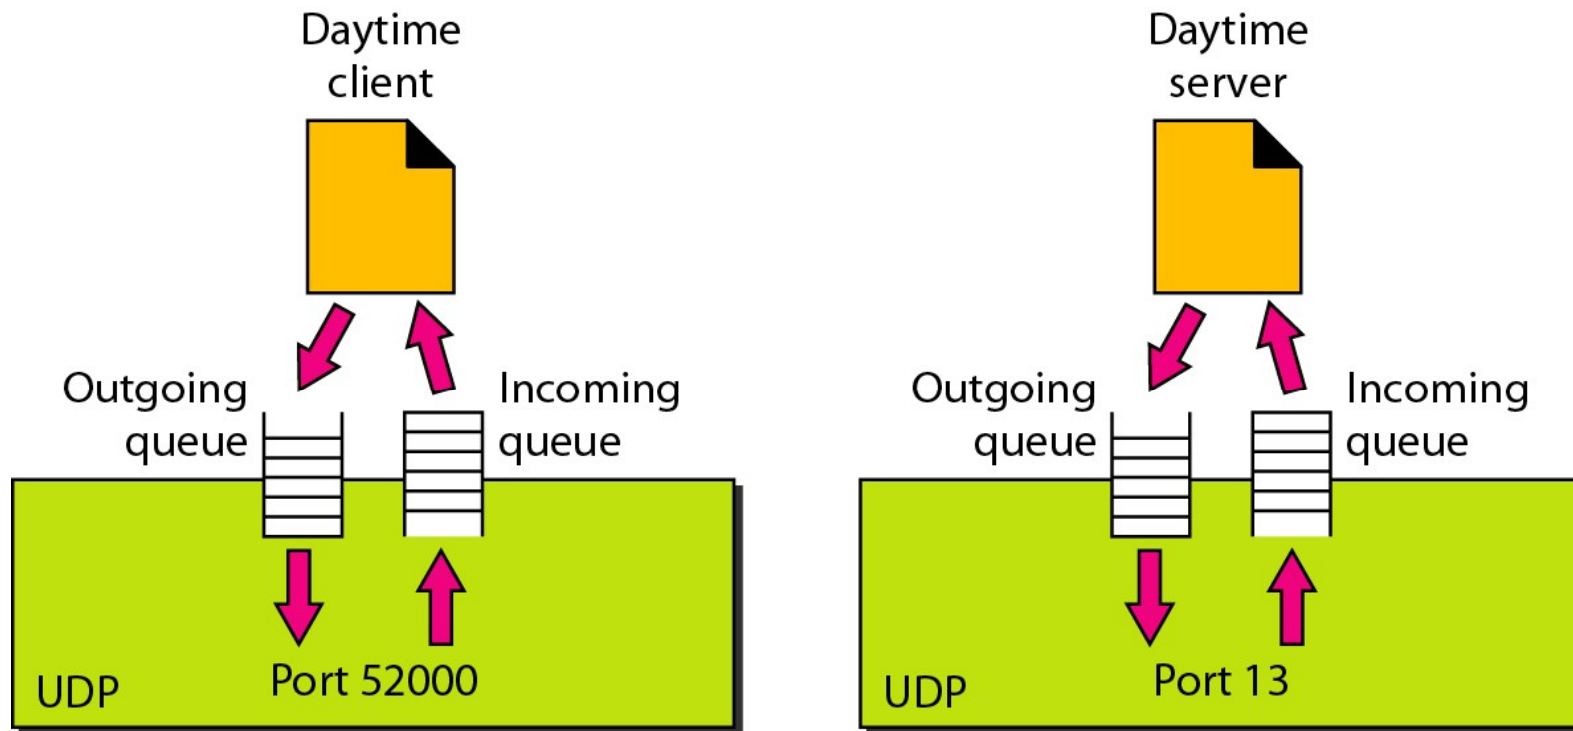 Daytime
client
Outgoing
queue
Incoming
queue
UDP
Port 52000
Daytime
server
Outgoing
queue
Incoming
queue
UDP
Port 13